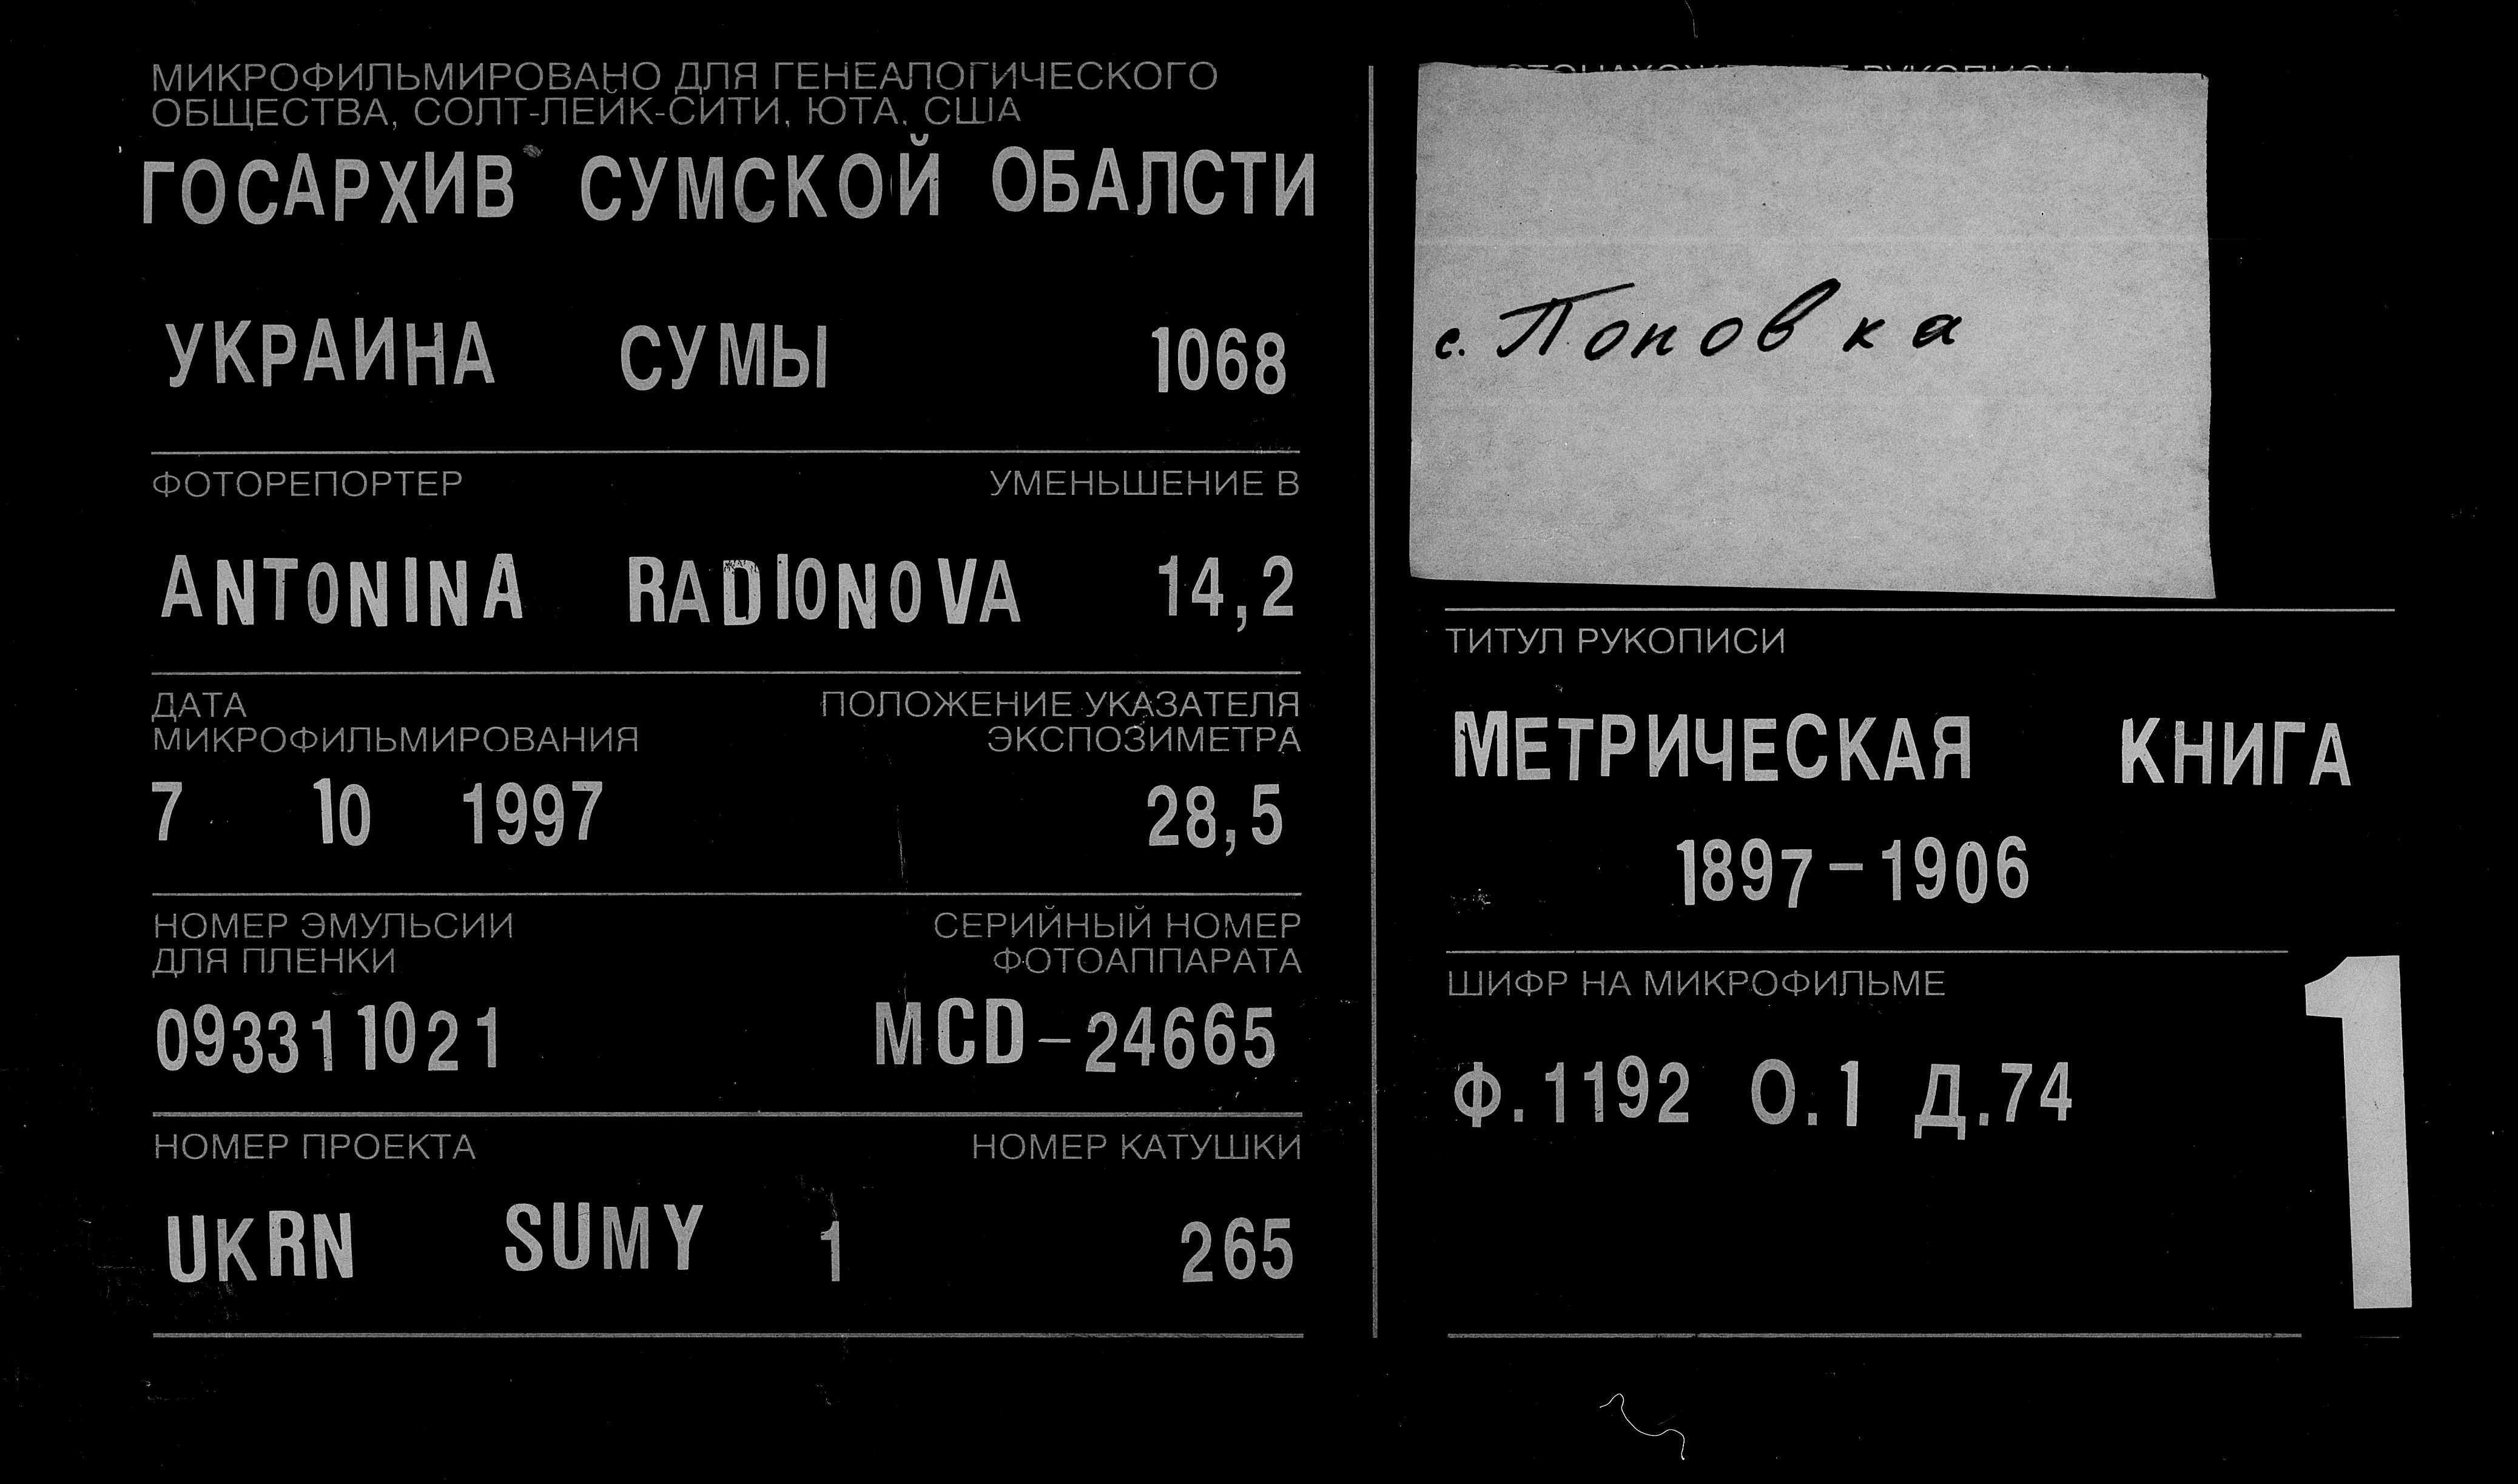 МИКРОФИЛЬМИРОВАНО ДЛЯ ГЕНЕАЛОГИЧЕСКОГО
ОБЩЕСТВА, СОЛТ-ЛЕЙК-СИТИ, ЮТА, США
ГОСАРХИВ СУМСКОЙ ОБАЛСТИ
УКРАИНА СУМЫ 1068
ФОТОРЕПОРТЕР УМЕНЬШЕНИЕ В
ANTONINA RADIONOVA 14,2
ДАТА ПОЛОЖЕНИЕ УКАЗАТЕЛЯ
МИКРОФИЛЬМИРОВАНИЯ ЭКСПОЗИМЕТРА
7 10 1997 28,5
НОМЕР ЭМУЛЬСИИ СЕРИЙНЫЙ НОМЕР
ДЛЯ ПЛЕНКИ ФОТОАППАРАТА
09331 1021 MCD-24665
НОМЕР ПРОЕКТА НОМЕР КАТУШКИ
UKRN SUMY 1 265
с. Поповка
ТИТУЛ РУКОПИСИ
МЕТРИЧЕСКАЯ КНИГА
1897-1906
ШИФР НА МИКРОФИЛЬМЕ
Ф.1192 О.1 Д.74
1